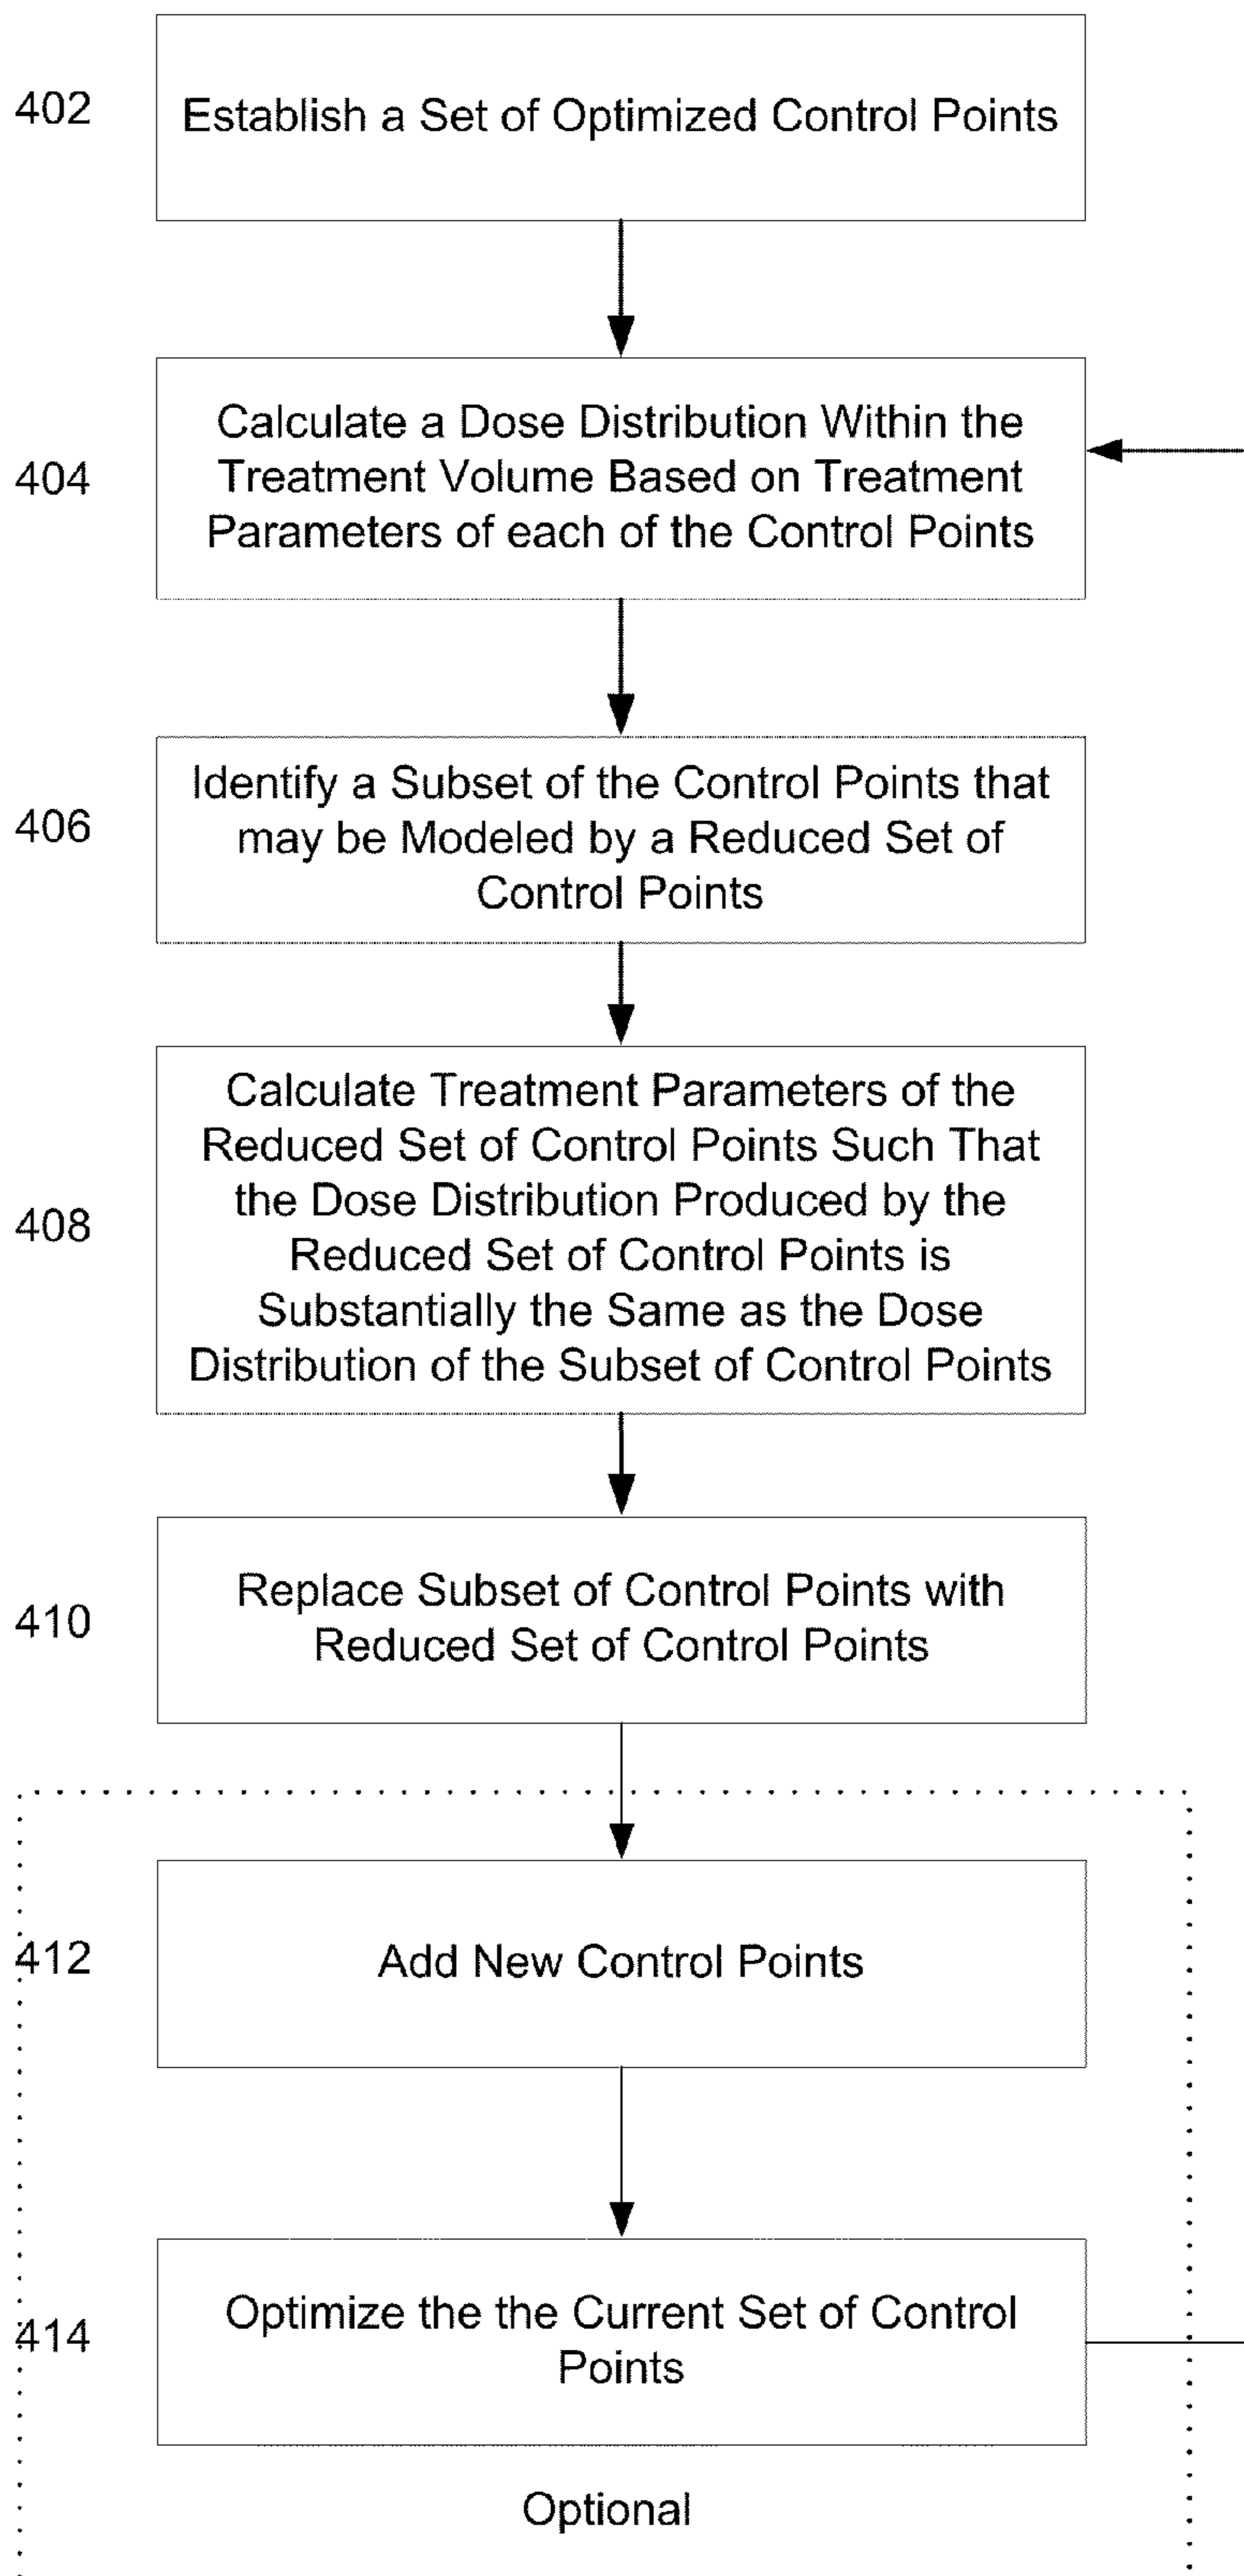 402
Establish a Set of Optimized Control Points
404
Calculate a Dose Distribution Within the
Treatment Volume Based on Treatment
Parameters of each of the Control Points
406
Identify a Subset of the Control Points that
may be Modeled by a Reduced Set of
Control Points
408
Calculate Treatment Parameters of the
Reduced Set of Control Points Such That
the Dose Distribution Produced by the
Reduced Set of Control Points is
Substantially the Same as the Dose
Distribution of the Subset of Control Points
410
Replace Subset of Control Points with
Reduced Set of Control Points
412
Add New Control Points
414
Optimize the the Current Set of Control
Points
Optional